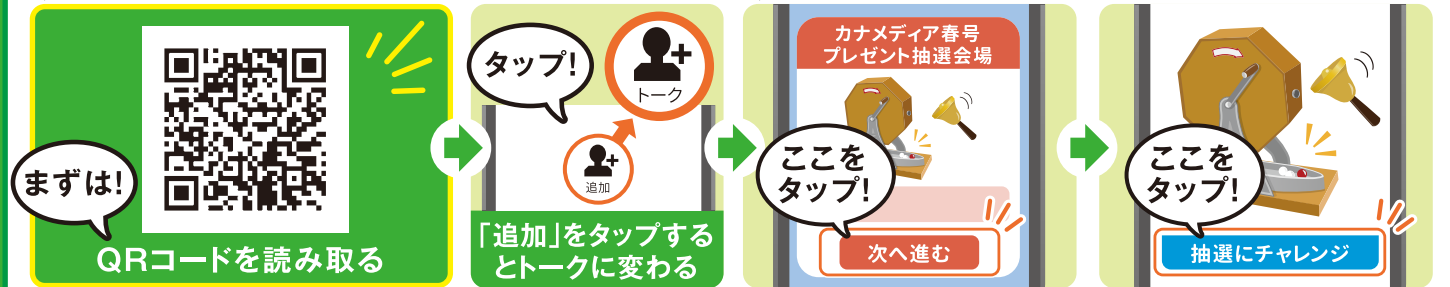 まずは!
QRコードを読み取る
タップ!
トーク
追加
「追加」をタップする
とトークに変わる
カナメディア春号
プレゼント抽選会場
ここを
タップ!
次へ進む
ここを
タップ!
抽選にチャレンジ